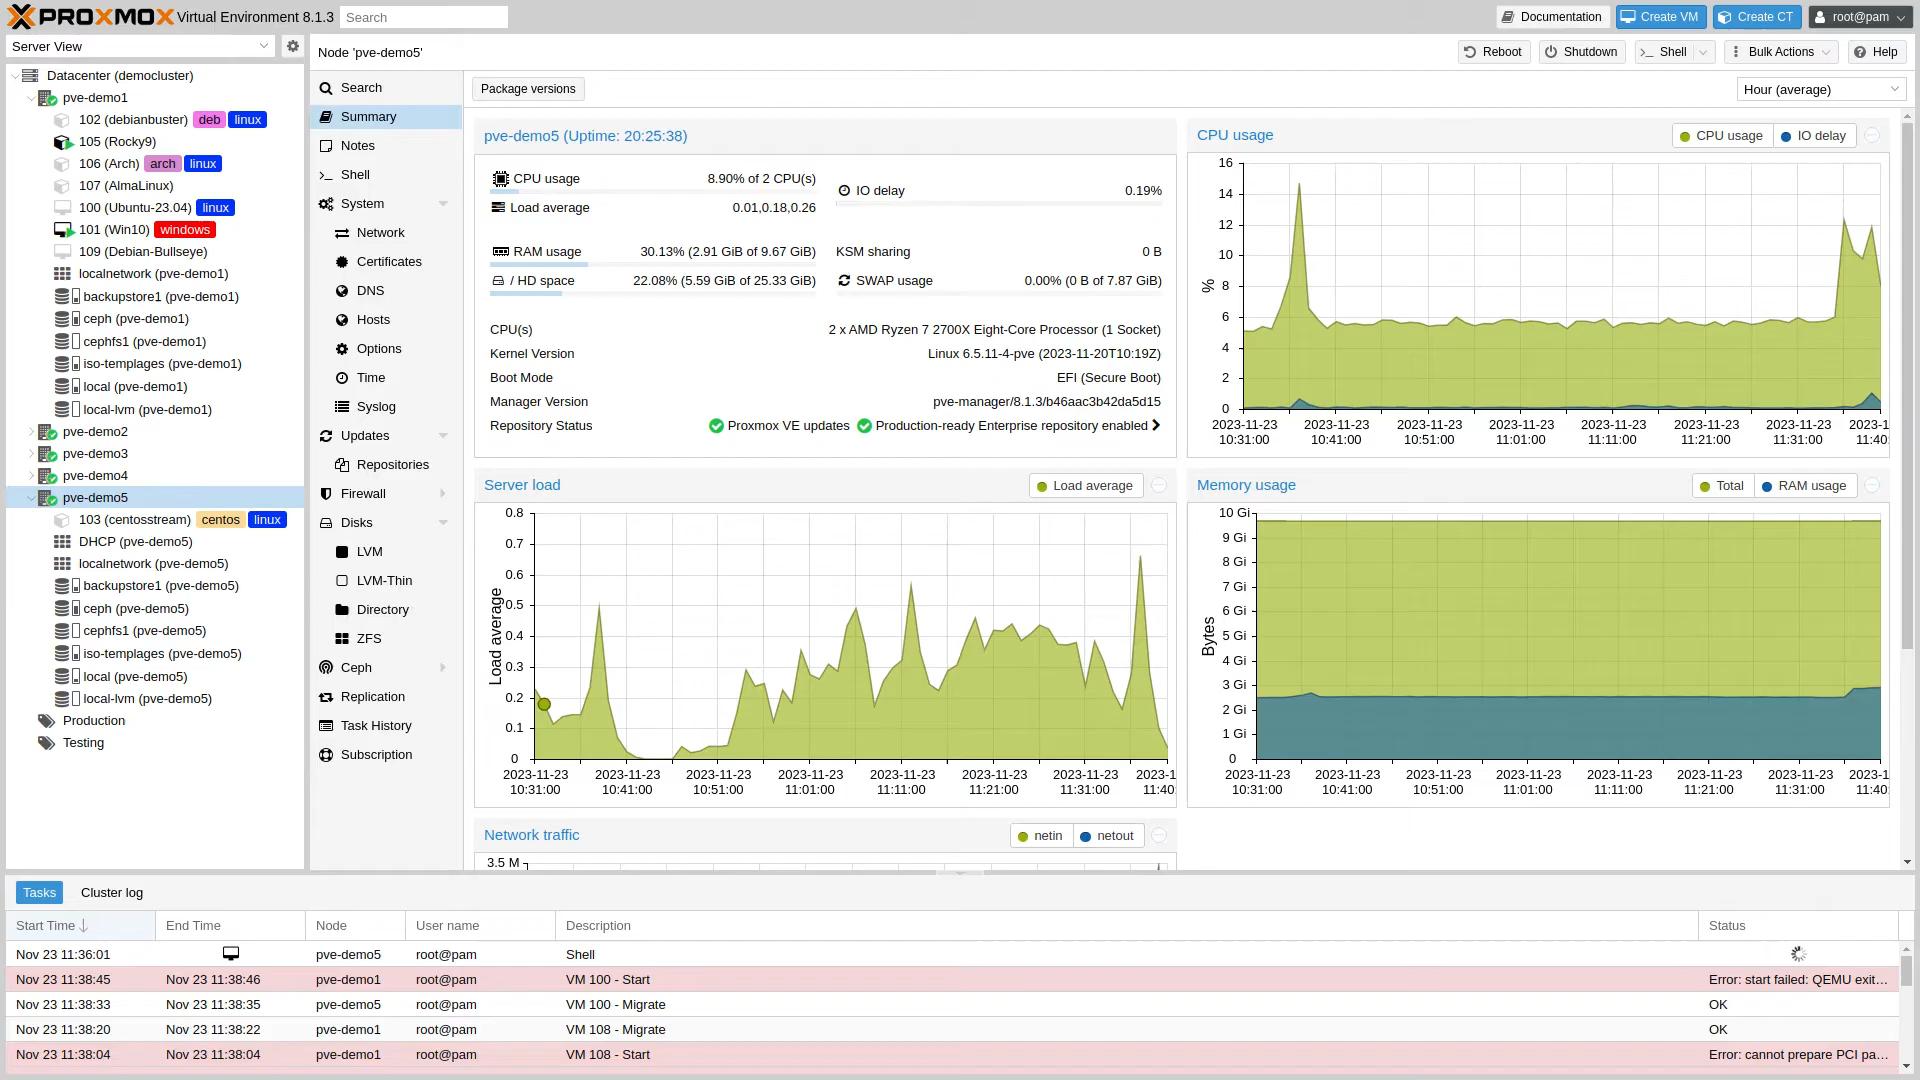 PROXMOX Virtual Environment 8.1.3 Search Documentation Create VM Create CT root@pam
Server View
Node 'pve-demo5' Reboot Shutdown Shell Bulk Actions Help
Datacenter (democluster)
pve-demo1
102 (debianbuster) deb linux
105 (Rocky9)
106 (Arch) arch linux
107 (AlmaLinux)
100 (Ubuntu-23.04) linux
101 (Win10) windows
109 (Debian-Bullseye)
localnetwork (pve-demo1)
backupstore1 (pve-demo1)
ceph (pve-demo1)
cephfs1 (pve-demo1)
iso-templages (pve-demo1)
local (pve-demo1)
local-lvm (pve-demo1)
pve-demo2
pve-demo3
pve-demo4
pve-demo5
103 (centosstream) centos linux
DHCP (pve-demo5)
localnetwork (pve-demo5)
backupstore1 (pve-demo5)
ceph (pve-demo5)
cephfs1 (pve-demo5)
iso-templages (pve-demo5)
local (pve-demo5)
local-lvm (pve-demo5)
Production
Testing
Search
Summary
Notes
Shell
System
Network
Certificates
DNS
Hosts
Options
Time
Syslog
Updates
Repositories
Firewall
Disks
LVM
LVM-Thin
Directory
ZFS
Ceph
Replication
Task History
Subscription
Package versions Hour (average)
pve-demo5 (Uptime: 20:25:38)
CPU usage 8.90% of 2 CPU(s)
IO delay 0.19%
Load average 0.01,0.18,0.26
RAM usage 30.13% (2.91 GiB of 9.67 GiB) KSM sharing 0 B
/ HD space 22.08% (5.59 GiB of 25.33 GiB) SWAP usage 0.00% (0 B of 7.87 GiB)
CPU(s) 2 x AMD Ryzen 7 2700X Eight-Core Processor (1 Socket)
Kernel Version Linux 6.5.11-4-pve (2023-11-20T10:19Z)
Boot Mode EFI (Secure Boot)
Manager Version pve-manager/8.1.3/b46aac3b42da5d15
Repository Status Proxmox VE updates Production-ready Enterprise repository enabled
CPU usage CPU usage IO delay
16
14
12
10
8
6
4
2
0
%
2023-11-23 2023-11-23 2023-11-23 2023-11-23 2023-11-23 2023-11-23 2023-11-23 2023-1
10:31:00 10:41:00 10:51:00 11:01:00 11:11:00 11:21:00 11:31:00 11:40:
Server load Load average
0.8
0.7
0.6
0.5
0.4
0.3
0.2
0.1
0
Load average
2023-11-23 2023-11-23 2023-11-23 2023-11-23 2023-11-23 2023-11-23 2023-11-23 2023-1
10:31:00 10:41:00 10:51:00 11:01:00 11:11:00 11:21:00 11:31:00 11:40:
Memory usage Total RAM usage
10 Gi
9 Gi
8 Gi
7 Gi
6 Gi
5 Gi
4 Gi
3 Gi
2 Gi
1 Gi
0
Bytes
2023-11-23 2023-11-23 2023-11-23 2023-11-23 2023-11-23 2023-11-23 2023-11-23 2023-1
10:31:00 10:41:00 10:51:00 11:01:00 11:11:00 11:21:00 11:31:00 11:40:
Network traffic netin netout
3.5 M
Tasks Cluster log
Start Time End Time Node User name Description Status
Nov 23 11:36:01 pve-demo5 root@pam Shell
Nov 23 11:38:45 Nov 23 11:38:46 pve-demo1 root@pam VM 100 - Start Error: start failed: QEMU exit…
Nov 23 11:38:33 Nov 23 11:38:35 pve-demo5 root@pam VM 100 - Migrate OK
Nov 23 11:38:20 Nov 23 11:38:22 pve-demo1 root@pam VM 108 - Migrate OK
Nov 23 11:38:04 Nov 23 11:38:04 pve-demo1 root@pam VM 108 - Start Error: cannot prepare PCI pa…